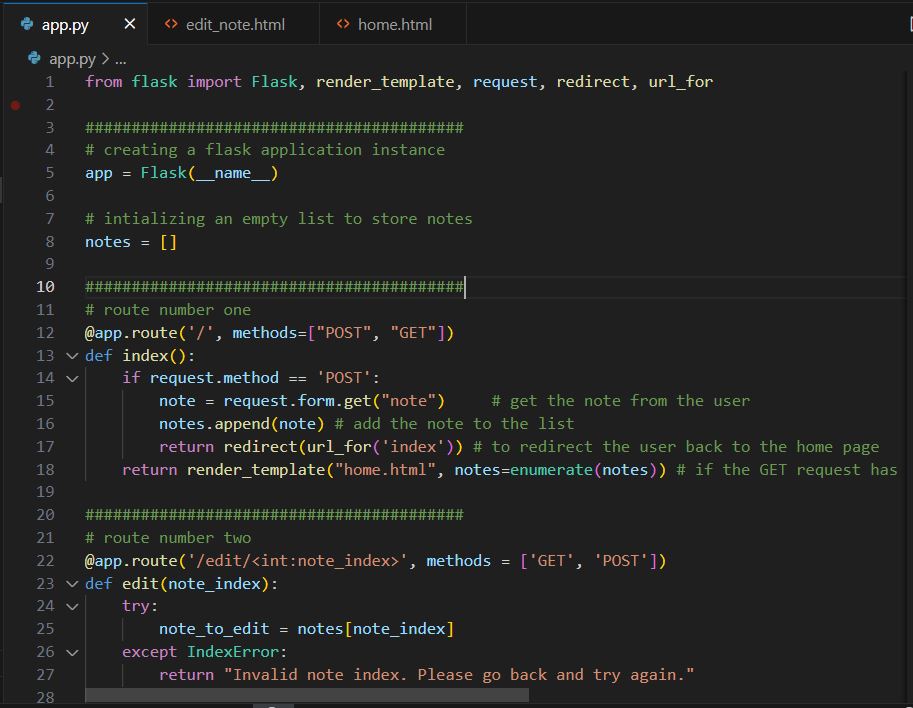 app.py × <> edit_note.html <> home.html
app.py > ...
1 from flask import Flask, render_template, request, redirect, url_for
2
3 #########################################
4 # creating a flask application instance
5 app = Flask(__name__)
6
7 # intializing an empty list to store notes
8 notes = []
9
10 #########################################
11 # route number one
12 @app.route('/', methods=["POST", "GET"])
13 def index():
14     if request.method == 'POST':
15         note = request.form.get("note")     # get the note from the user
16         notes.append(note) # add the note to the list
17         return redirect(url_for('index')) # to redirect the user back to the home page
18     return render_template("home.html", notes=enumerate(notes)) # if the GET request has
19
20 #########################################
21 # route number two
22 @app.route('/edit/<int:note_index>', methods = ['GET', 'POST'])
23 def edit(note_index):
24     try:
25         note_to_edit = notes[note_index]
26     except IndexError:
27         return "Invalid note index. Please go back and try again."
28